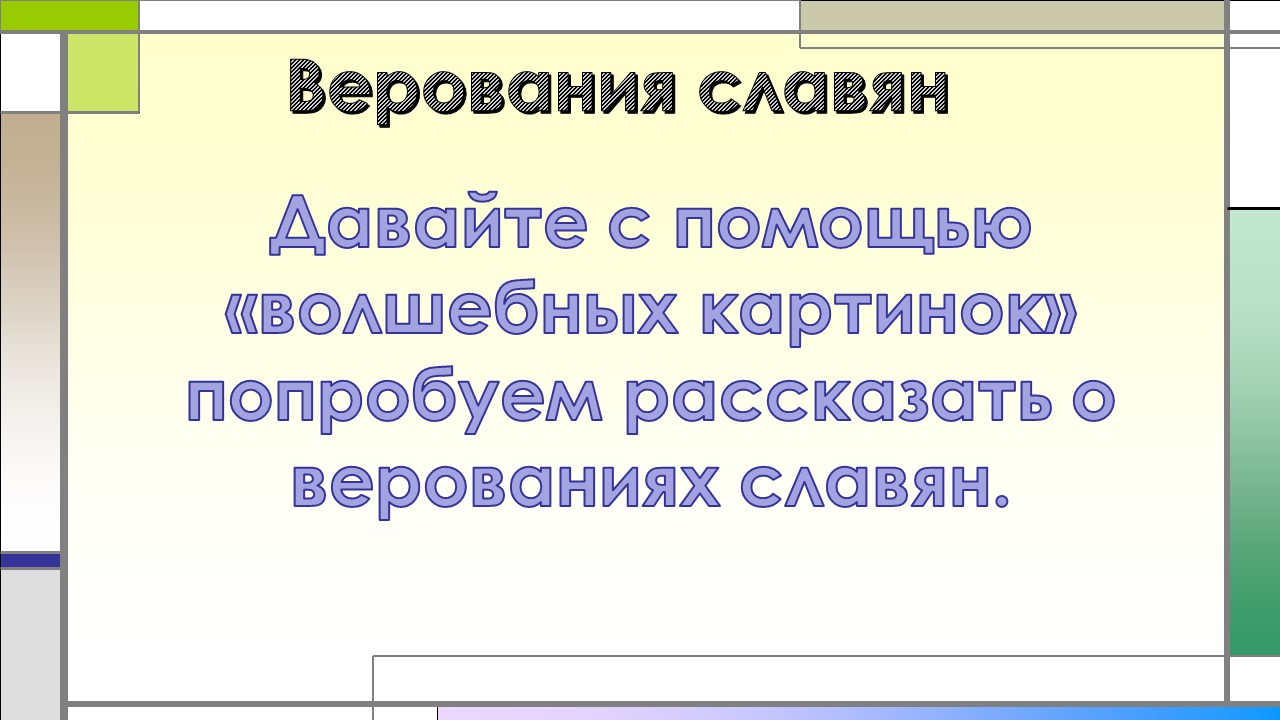 Верования славян
Давайте с помощью
«волшебных картинок»
попробуем рассказать о
верованиях славян.